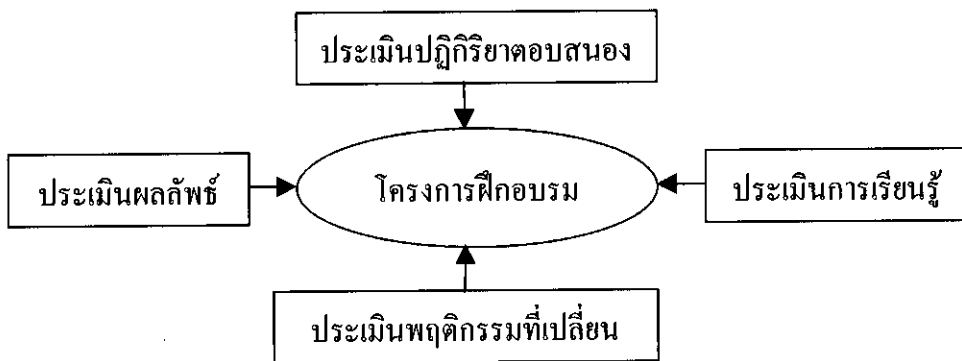 ประเมินปฏิกิริยาตอบสนอง
ประเมินผลลัพธ์
โครงการฝึกอบรม
ประเมินการเรียนรู้
ประเมินพฤติกรรมที่เปลี่ยน